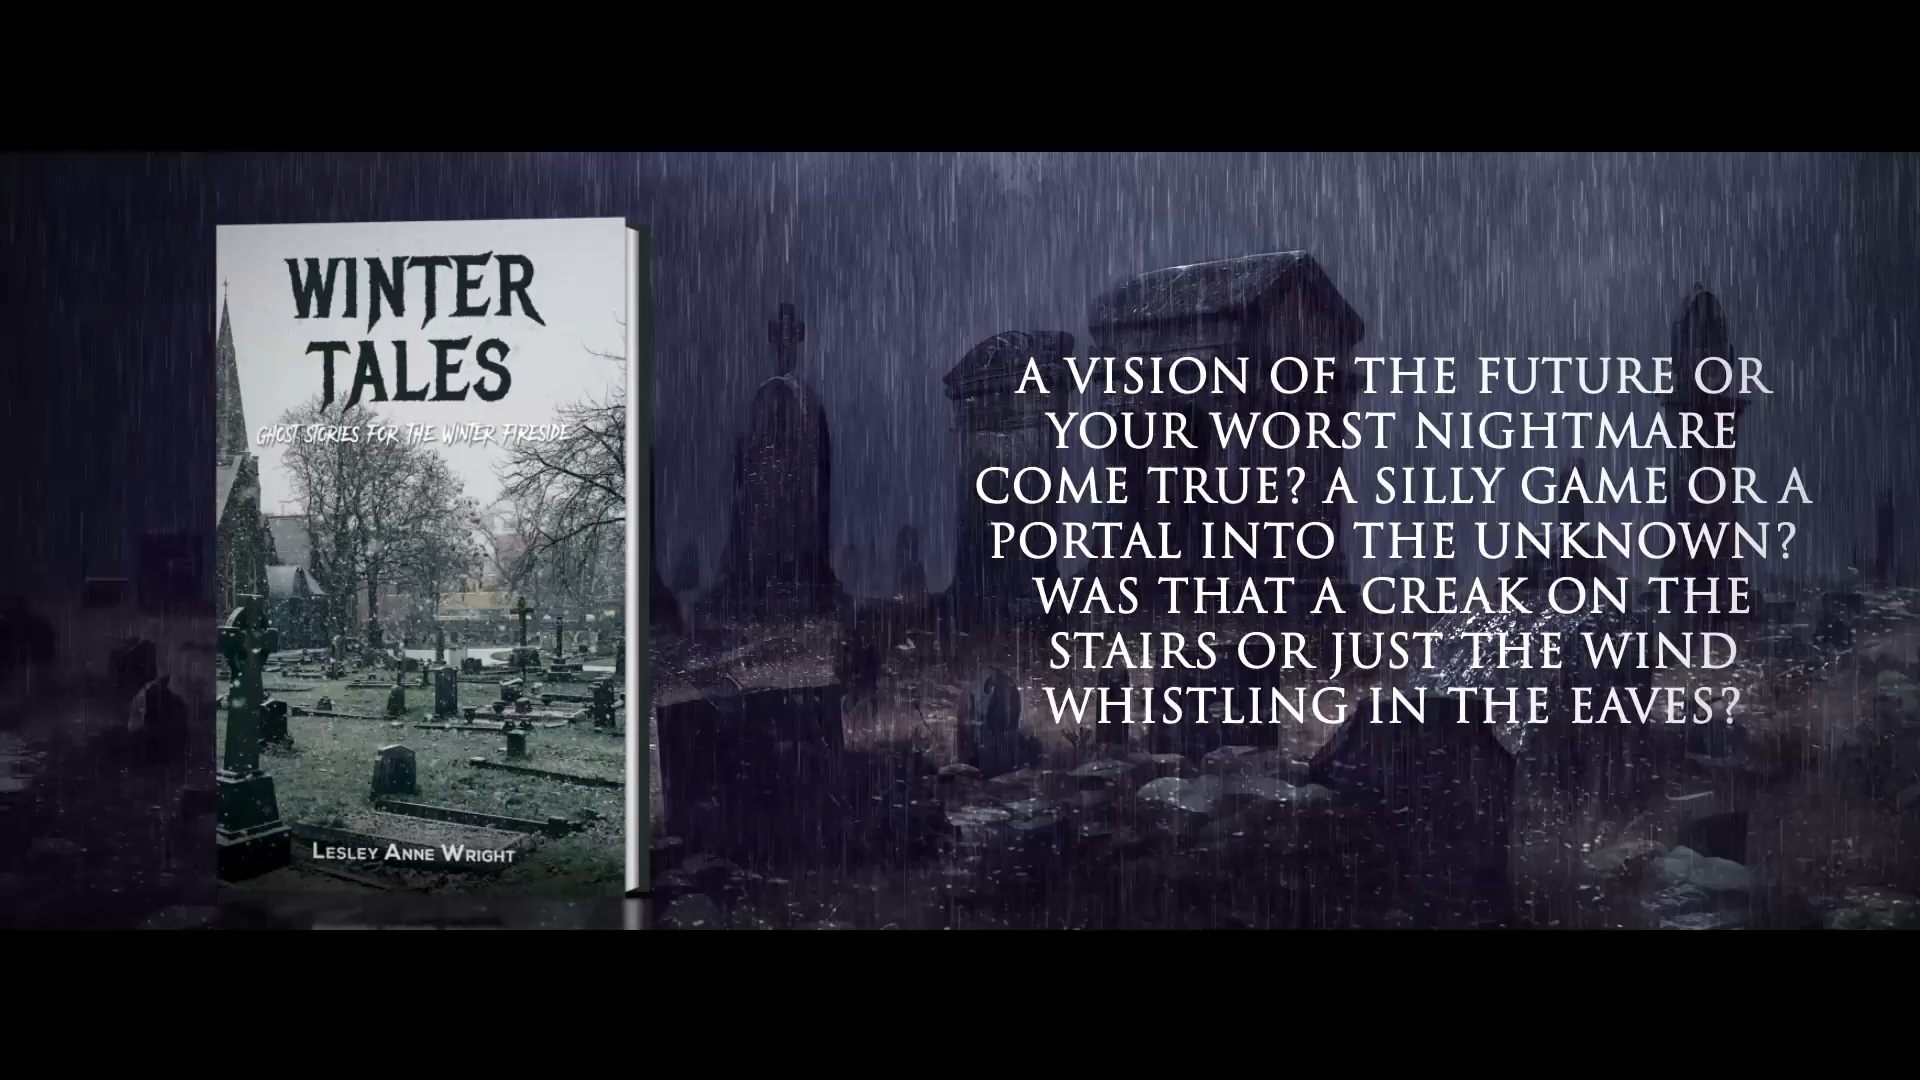 WINTER
TALES
GHOST STORIES FOR THE WINTER FIRESIDE
LESLEY ANNE WRIGHT
A VISION OF THE FUTURE OR
YOUR WORST NIGHTMARE
COME TRUE? A SILLY GAME OR A
PORTAL INTO THE UNKNOWN?
WAS THAT A CREAK ON THE
STAIRS OR JUST THE WIND
WHISTLING IN THE EAVES?